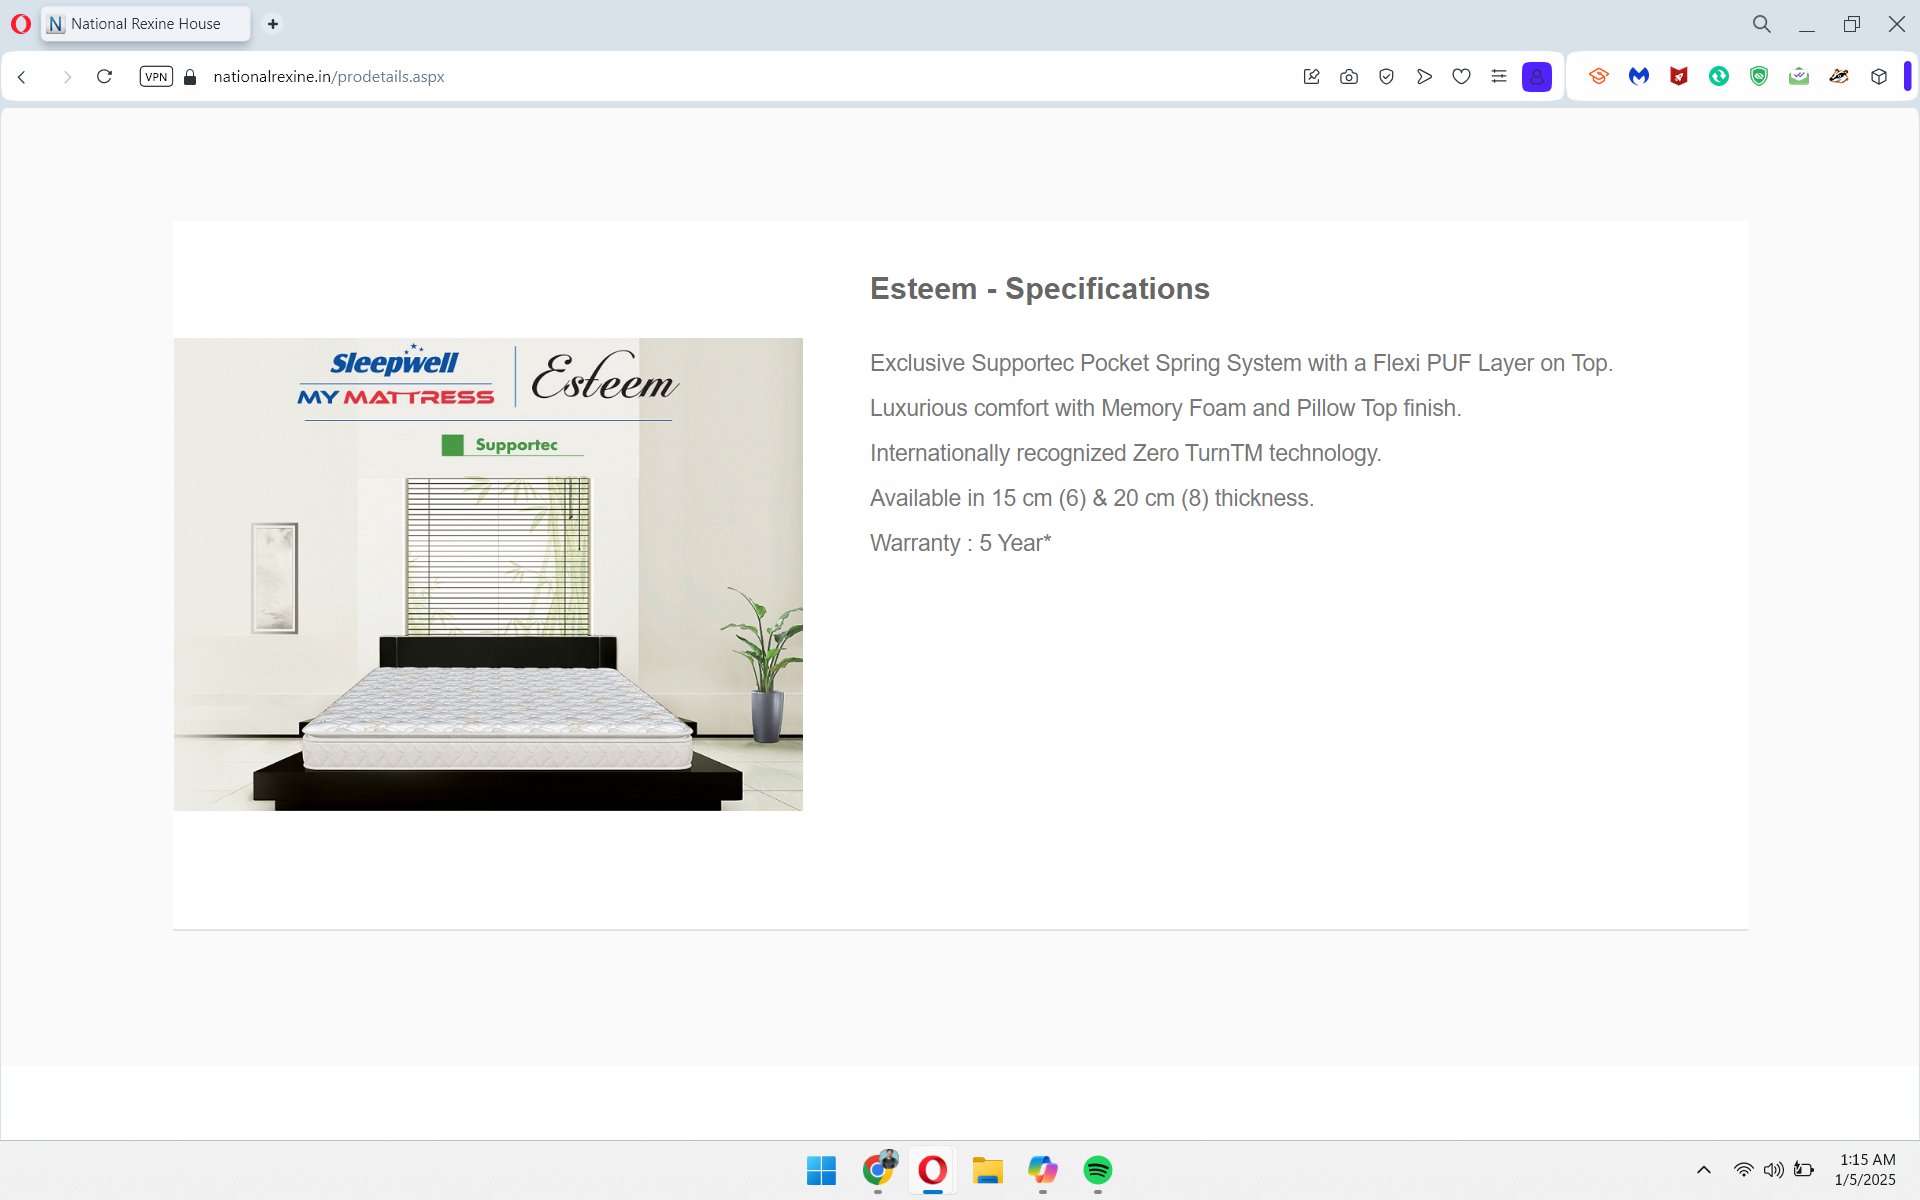 National Rexine House
VPN
nationalrexine.in/prodetails.aspx
Sleepwell
MY MATTRESS
Esteem
Supportec
Esteem - Specifications
Exclusive Supportec Pocket Spring System with a Flexi PUF Layer on Top.
Luxurious comfort with Memory Foam and Pillow Top finish.
Internationally recognized Zero TurnTM technology.
Available in 15 cm (6) & 20 cm (8) thickness.
Warranty : 5 Year*
1:15 AM
1/5/2025